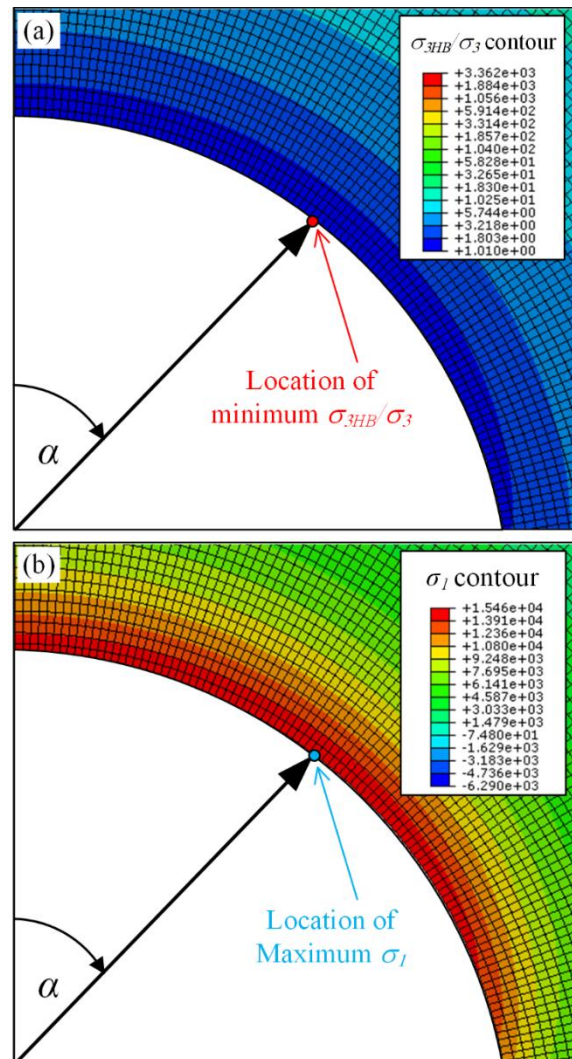 (a)
σ3HB/σ3 contour
+3.362e+03
+1.884e+03
+1.056e+03
+5.914e+02
+3.314e+02
+1.857e+02
+1.040e+02
+5.828e+01
+3.265e+01
+1.830e+01
+1.025e+01
+5.744e+00
+3.218e+00
+1.803e+00
+1.010e+00
Location of
minimum σ3HB/σ3
α
(b)
σ1 contour
+1.546e+04
+1.391e+04
+1.236e+04
+1.080e+04
+9.248e+03
+7.695e+03
+6.141e+03
+4.587e+03
+3.033e+03
+1.479e+03
-7.480e+01
-1.629e+03
-3.183e+03
-4.736e+03
-6.290e+03
Location of
Maximum σ1
α